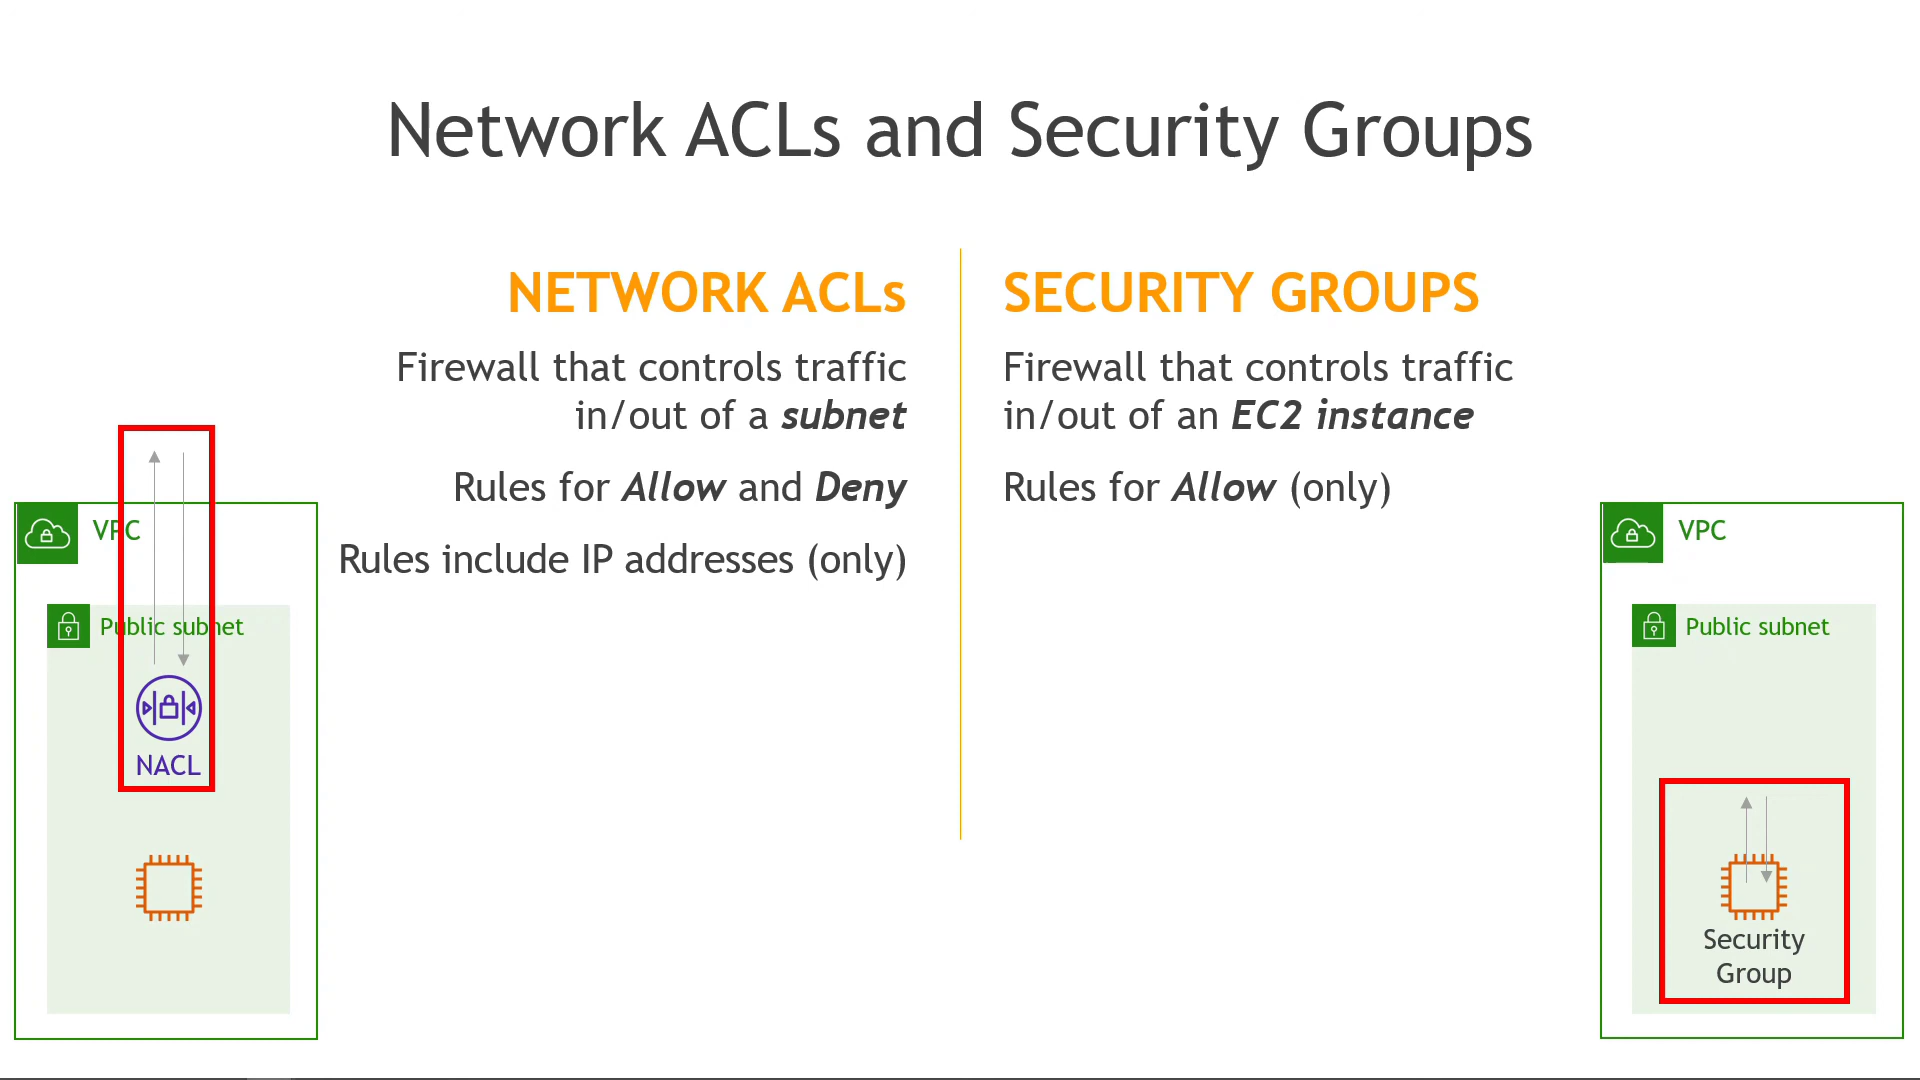 Network ACLs and Security Groups
NETWORK ACLs
Firewall that controls traffic
in/out of a subnet
Rules for Allow and Deny
Rules include IP addresses (only)
SECURITY GROUPS
Firewall that controls traffic
in/out of an EC2 instance
Rules for Allow (only)
VPC
Public subnet
NACL
VPC
Public subnet
Security
Group